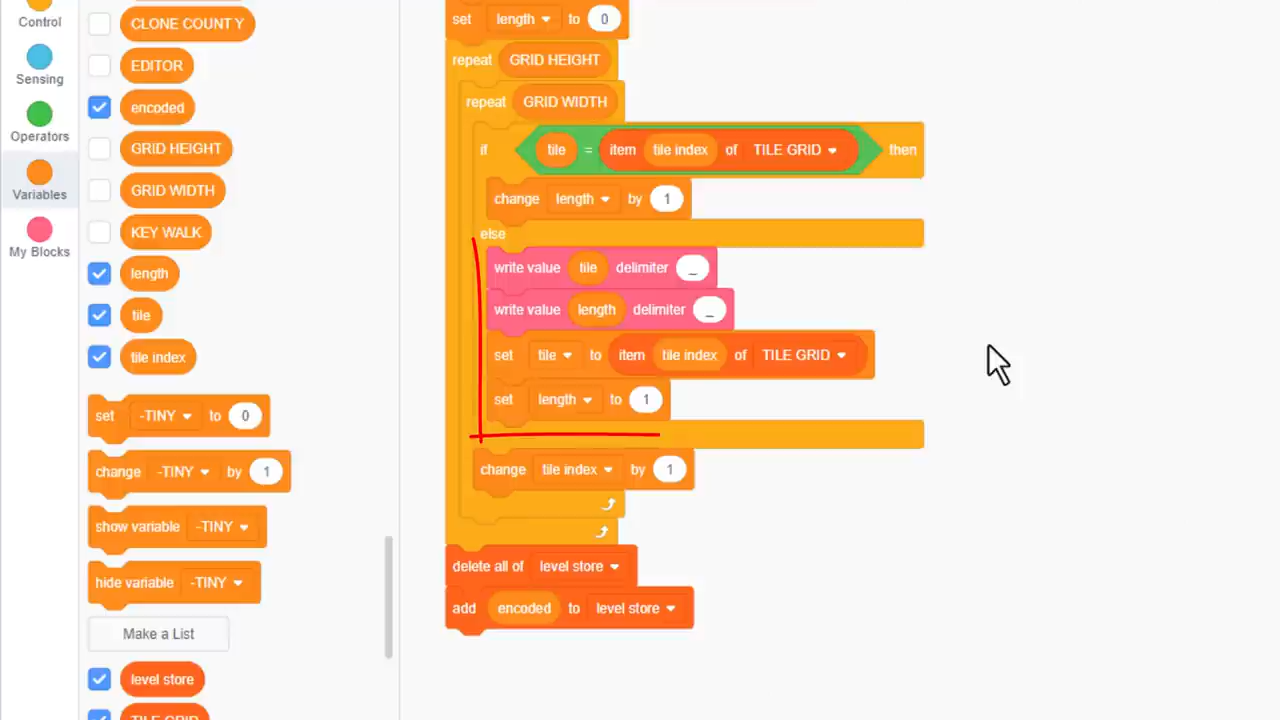 Control
CLONE COUNT Y
Sensing
EDITOR
encoded
Operators
GRID HEIGHT
Variables
GRID WIDTH
My Blocks
KEY WALK
length
tile
tile index
set -TINY to 0
change -TINY by 1
show variable -TINY
hide variable -TINY
Make a List
level store
TILE GRID
set length to 0
repeat GRID HEIGHT
repeat GRID WIDTH
if tile = item tile index of TILE GRID then
change length by 1
else
write value tile delimiter _
write value length delimiter _
set tile to item tile index of TILE GRID
set length to 1
change tile index by 1
delete all of level store
add encoded to level store